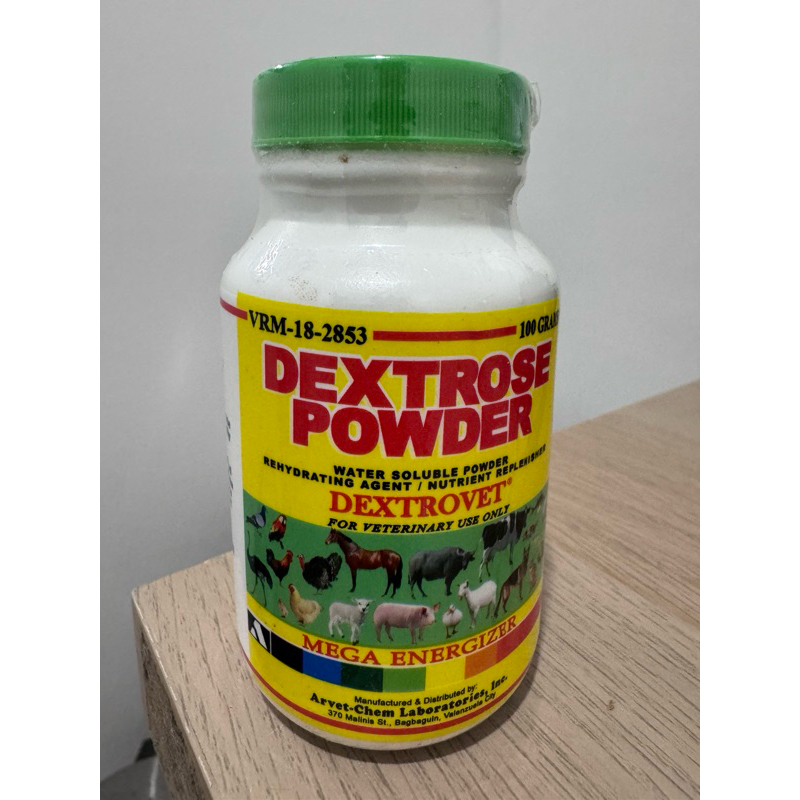 VRM-18-2853 100 GRAMS
DEXTROSE
POWDER
WATER SOLUBLE POWDER
REHYDRATING AGENT / NUTRIENT REPLENISHER
DEXTROVET®
FOR VETERINARY USE ONLY
MEGA ENERGIZER
Manufactured & Distributed by:
Arvet-Chem Laboratories, Inc.
370 Malinis St., Bagbaguin, Valenzuela City